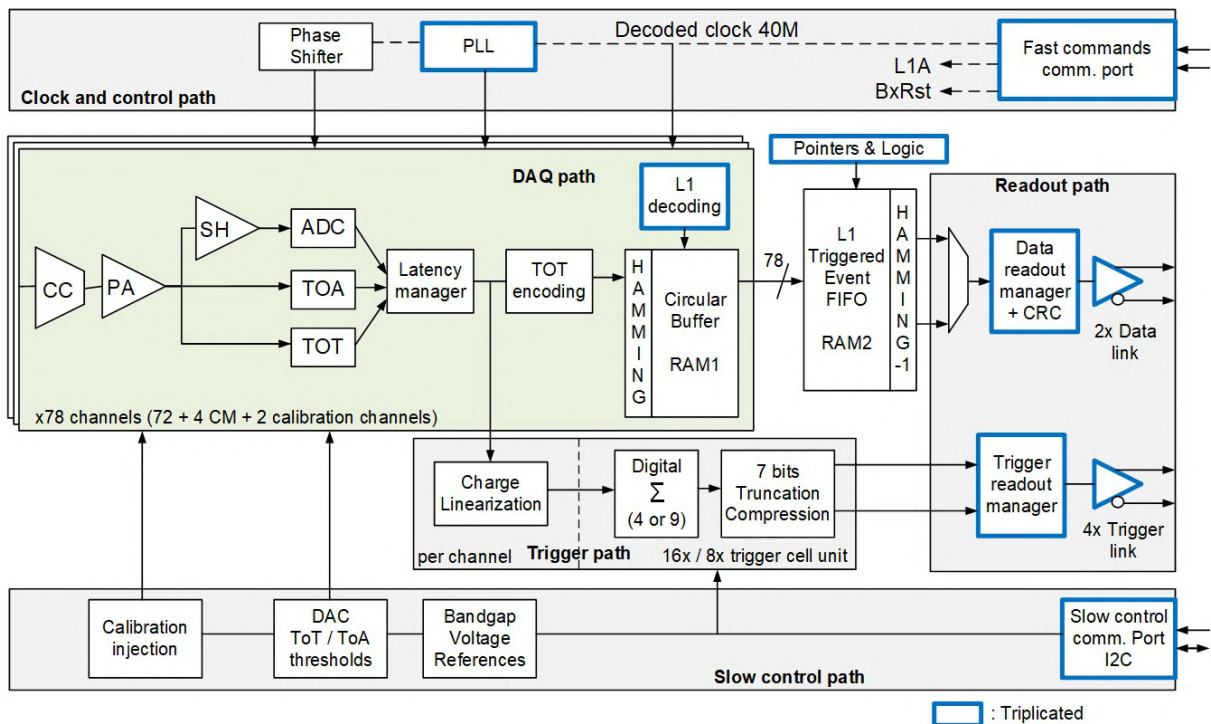 Phase
Shifter
PLL
Decoded clock 40M
Fast commands
comm. port
L1A
BxRst
Clock and control path
Pointers & Logic
DAQ path
L1
decoding
Readout path
SH
ADC
CC
PA
TOA
TOT
Latency
manager
TOT
encoding
HAMMING
Circular
Buffer
RAM1
78
L1
Triggered
Event
FIFO
RAM2
HAMMING-1
Data
readout
manager
+ CRC
2x Data
link
x78 channels (72 + 4 CM + 2 calibration channels)
Charge
Linearization
Digital
Σ
(4 or 9)
7 bits
Truncation
Compression
Trigger
readout
manager
4x Trigger
link
per channel
Trigger path
16x / 8x trigger cell unit
Calibration
injection
DAC
ToT / ToA
thresholds
Bandgap
Voltage
References
Slow control
comm. Port
I2C
Slow control path
: Triplicated